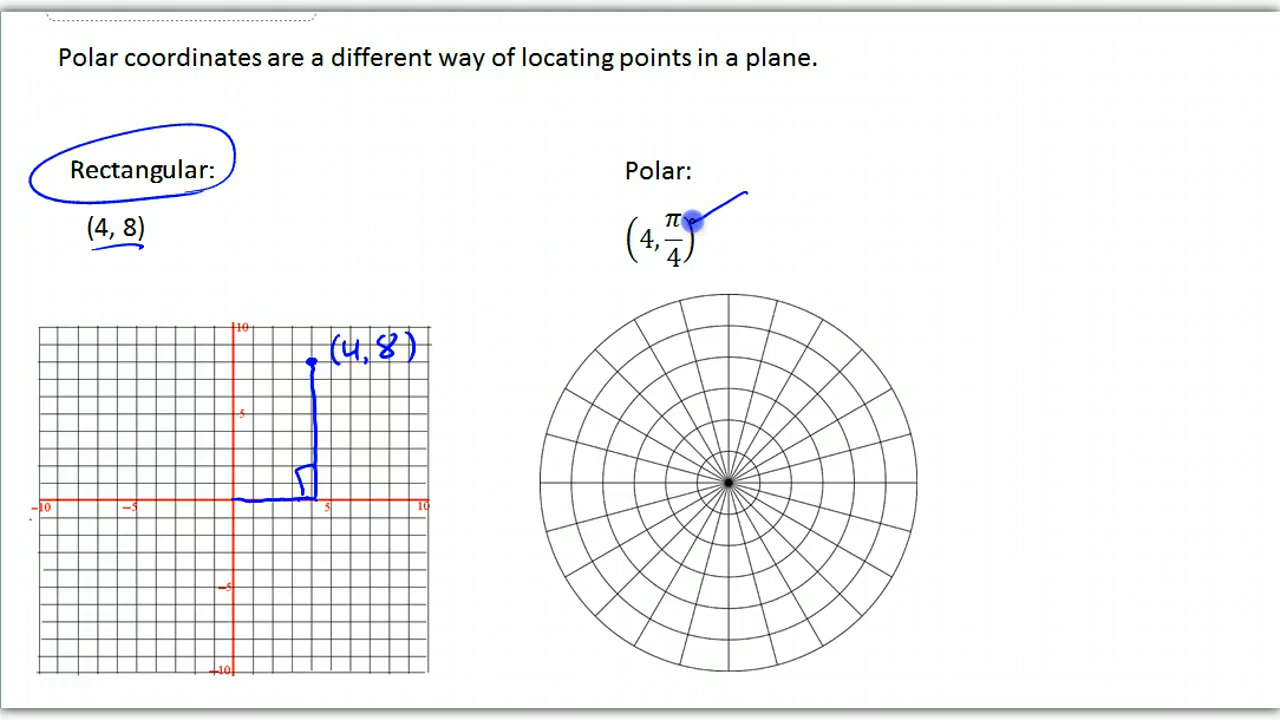 Polar coordinates are a different way of locating points in a plane.
Rectangular:
(4, 8)
Polar:
(4, π/4)
10
(4, 8)
5
-10
-5
5
10
-5
-10